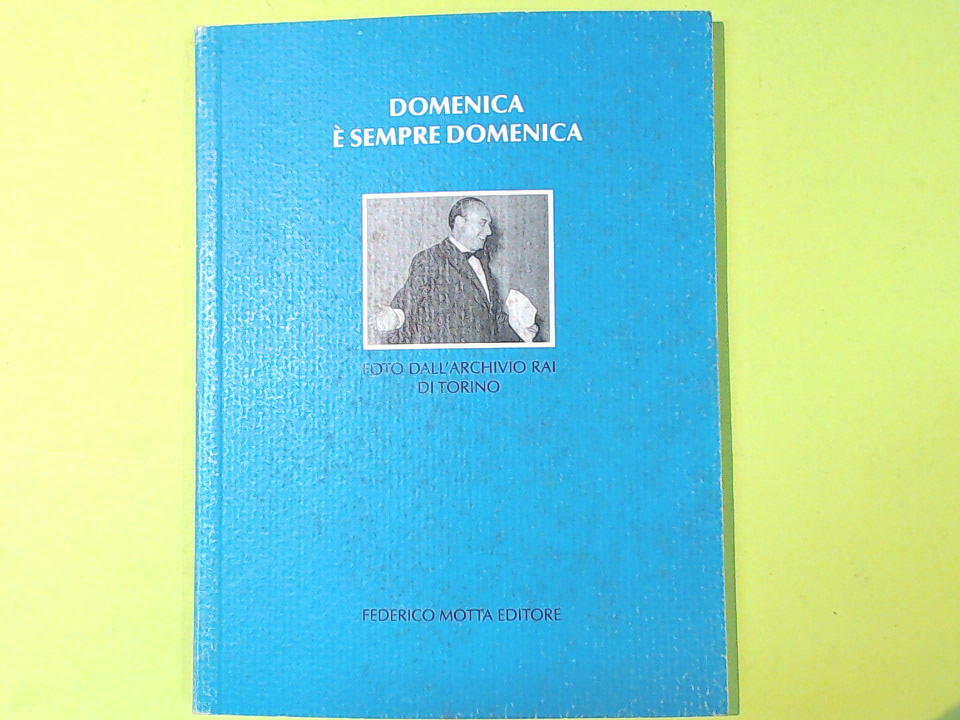 DOMENICA
È SEMPRE DOMENICA
FOTO DALL'ARCHIVIO RAI
DI TORINO
FEDERICO MOTTA EDITORE